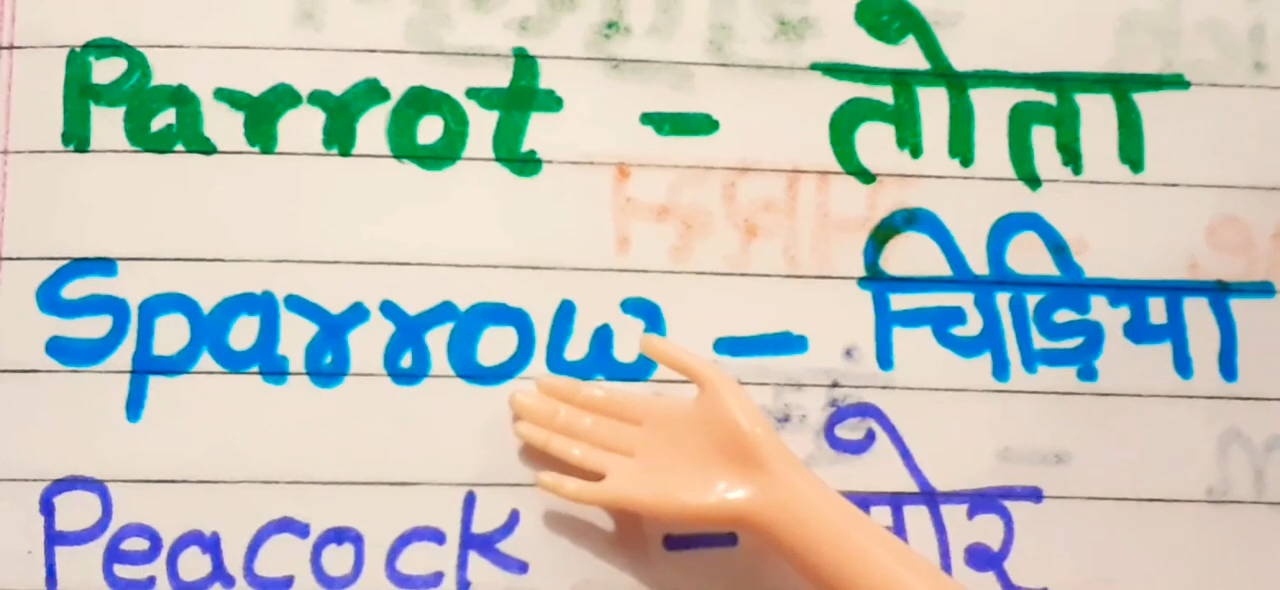 Parrot - तोता
Sparrow - चिड़िया
Peacock - मोर